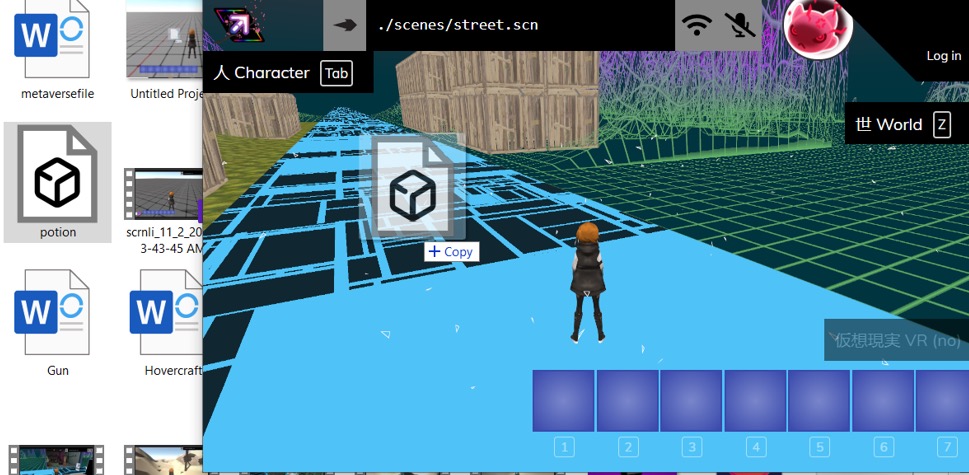 metaversefile
Untitled Proje
potion
scrnli_11_2_20
3-43-45 AM
Gun
Hovercraft
./scenes/street.scn
人 Character Tab
Log in
世 World Z
+ Copy
仮想現実 VR (no)
1 2 3 4 5 6 7